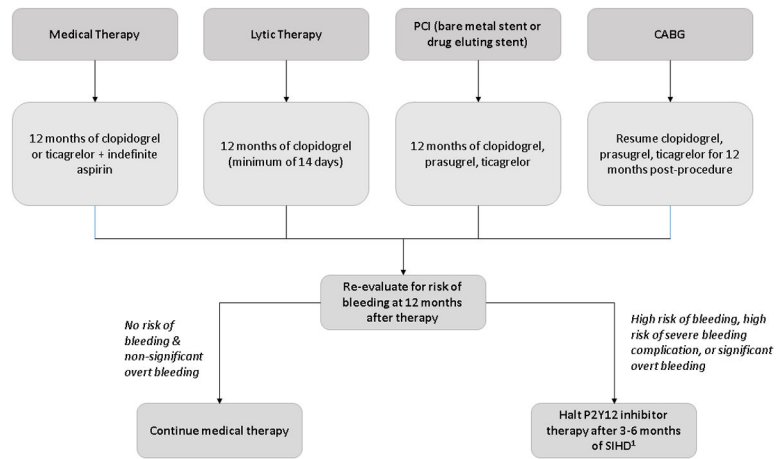 Medical Therapy
Lytic Therapy
PCI (bare metal stent or
drug eluting stent)
CABG
12 months of clopidogrel
or ticagrelor + indefinite
aspirin
12 months of clopidogrel
(minimum of 14 days)
12 months of clopidogrel,
prasugrel, ticagrelor
Resume clopidogrel,
prasugrel, ticagrelor for 12
months post-procedure
Re-evaluate for risk of
bleeding at 12 months
after therapy
No risk of
bleeding &
non-significant
overt bleeding
High risk of bleeding, high
risk of severe bleeding
complication, or significant
overt bleeding
Continue medical therapy
Halt P2Y12 inhibitor
therapy after 3-6 months
of SIHD¹